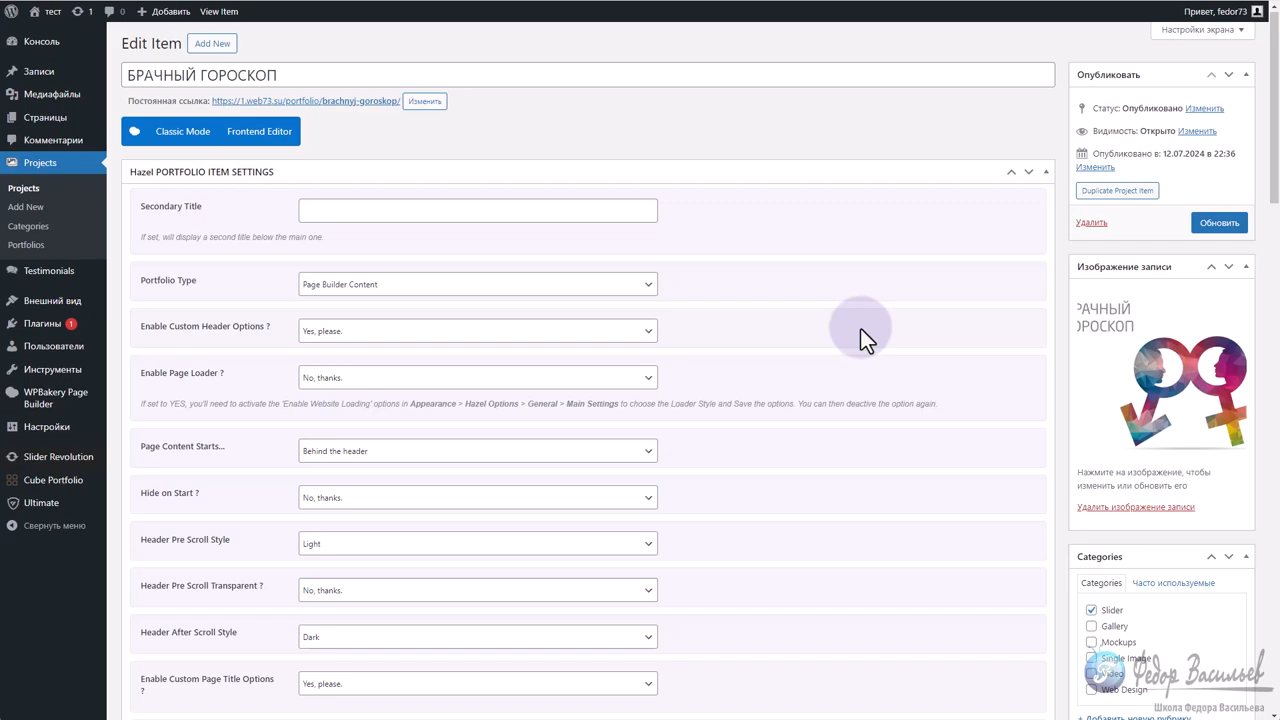 тест 1 0 Добавить View Item Привет, fedor73
Настройки экрана
Консоль
Записи
Медиафайлы
Страницы
Комментарии
Projects
Projects
Add New
Categories
Portfolios
Testimonials
Внешний вид
Плагины 1
Пользователи
Инструменты
WPBakery Page
Builder
Настройки
Slider Revolution
Cube Portfolio
Ultimate
Свернуть меню
Edit Item Add New
БРАЧНЫЙ ГОРОСКОП
Постоянная ссылка: https://1.web73.su/portfolio/brachnyj-goroskop/ Изменить
Classic Mode Frontend Editor
Hazel PORTFOLIO ITEM SETTINGS
Secondary Title
If set, will display a second title below the main one.
Portfolio Type Page Builder Content
Enable Custom Header Options ? Yes, please.
Enable Page Loader ? No, thanks.
If set to YES, you'll need to activate the 'Enable Website Loading' options in Appearance > Hazel Options > General > Main Settings to choose the Loader Style and Save the options. You can then deactive the option again.
Page Content Starts... Behind the header
Hide on Start ? No, thanks.
Header Pre Scroll Style Light
Header Pre Scroll Transparent ? No, thanks.
Header After Scroll Style Dark
Enable Custom Page Title Options
? Yes, please.
Опубликовать
Статус: Опубликовано Изменить
Видимость: Открыто Изменить
Опубликовано в: 12.07.2024 в 22:36
Изменить
Duplicate Project Item
Удалить Обновить
Изображение записи
РАЧНЫЙ
ОРОСКОП
Нажмите на изображение, чтобы
изменить или обновить его
Удалить изображение записи
Categories
Categories Часто используемые
Slider
Gallery
Mockups
Single Image
Video
Web Design
+ Добавить новую рубрику
Федор Васильев
Школа Федора Васильева